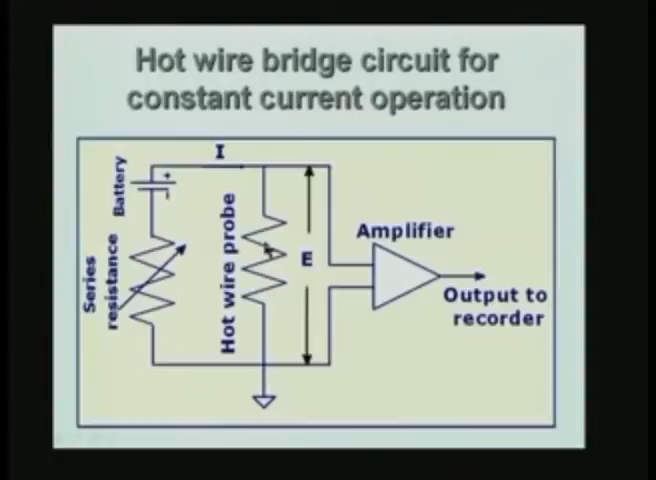 Hot wire bridge circuit for
constant current operation
I
Battery
+
-
Series
resistance
Hot wire probe
E
Amplifier
Output to
recorder